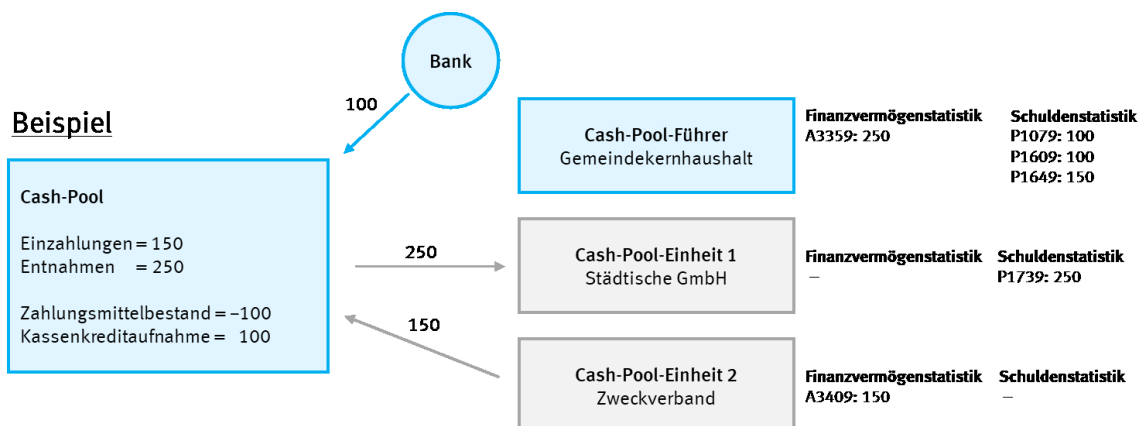 Bank
100
Beispiel
Cash-Pool
Einzahlungen = 150
Entnahmen = 250
Zahlungsmittelbestand = –100
Kassenkreditaufnahme = 100
250
150
Cash-Pool-Führer
Gemeindekernhaushalt
Finanzvermögenstatistik
A3359: 250
Schuldenstatistik
P1079: 100
P1609: 100
P1649: 150
Cash-Pool-Einheit 1
Städtische GmbH
Finanzvermögenstatistik
–
Schuldenstatistik
P1739: 250
Cash-Pool-Einheit 2
Zweckverband
Finanzvermögenstatistik
A3409: 150
Schuldenstatistik
–